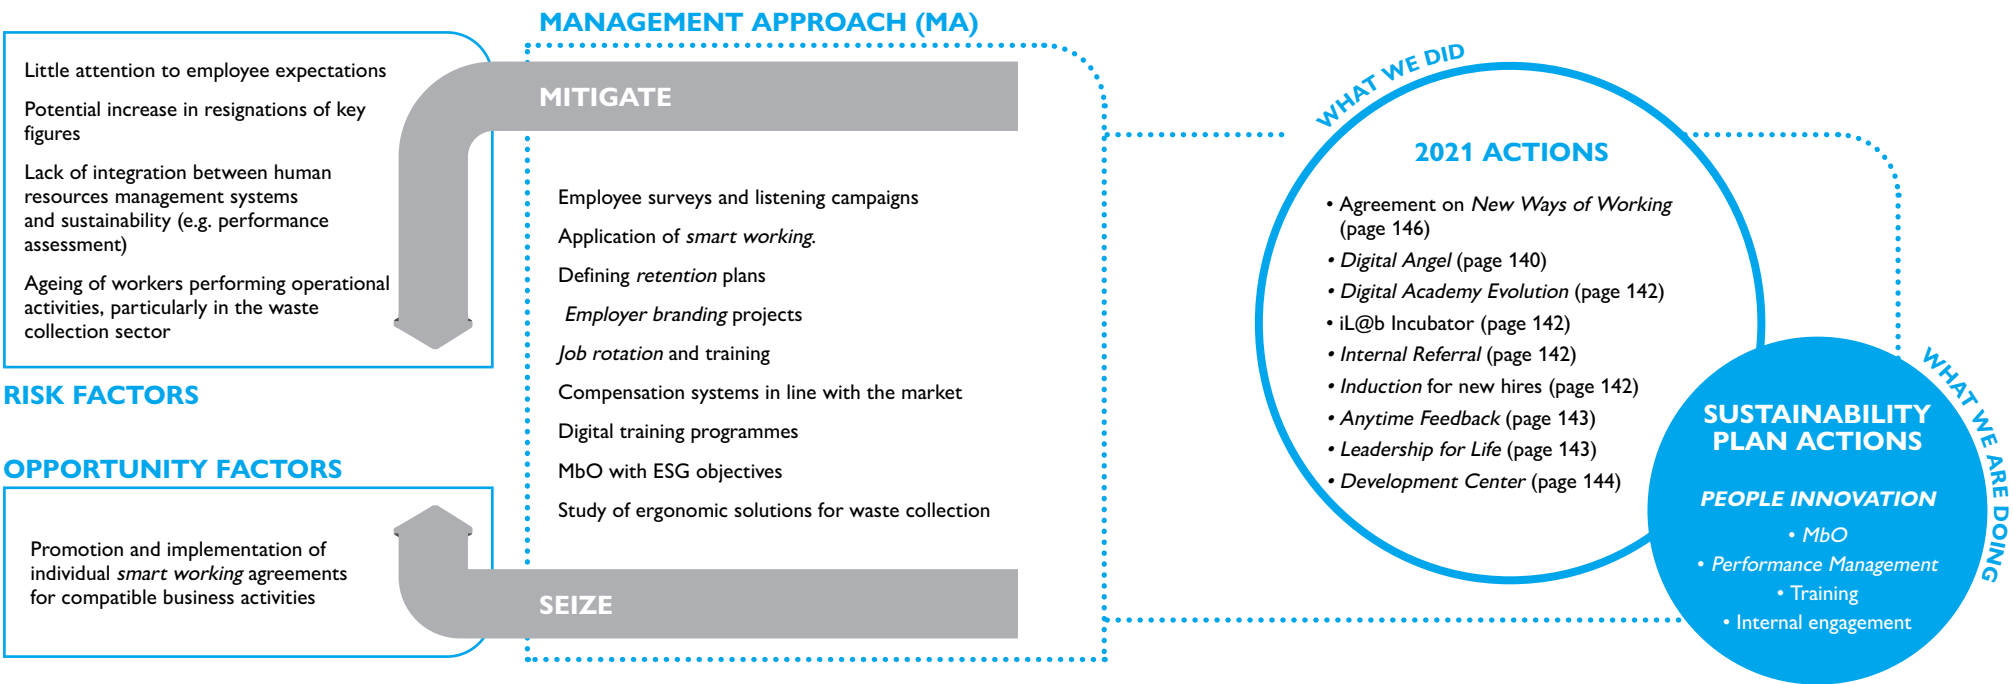 Little attention to employee expectations
Potential increase in resignations of key
figures
Lack of integration between human
resources management systems
and sustainability (e.g. performance
assessment)
Ageing of workers performing operational
activities, particularly in the waste
collection sector
RISK FACTORS
OPPORTUNITY FACTORS
Promotion and implementation of
individual smart working agreements
for compatible business activities
MANAGEMENT APPROACH (MA)
MITIGATE
Employee surveys and listening campaigns
Application of smart working.
Defining retention plans
Employer branding projects
Job rotation and training
Compensation systems in line with the market
Digital training programmes
MbO with ESG objectives
Study of ergonomic solutions for waste collection
SEIZE
WHAT WE DID
2021 ACTIONS
• Agreement on New Ways of Working
(page 146)
• Digital Angel (page 140)
• Digital Academy Evolution (page 142)
• iL@b Incubator (page 142)
• Internal Referral (page 142)
• Induction for new hires (page 142)
• Anytime Feedback (page 143)
• Leadership for Life (page 143)
• Development Center (page 144)
WHAT WE ARE DOING
SUSTAINABILITY
PLAN ACTIONS
PEOPLE INNOVATION
• MbO
• Performance Management
• Training
• Internal engagement